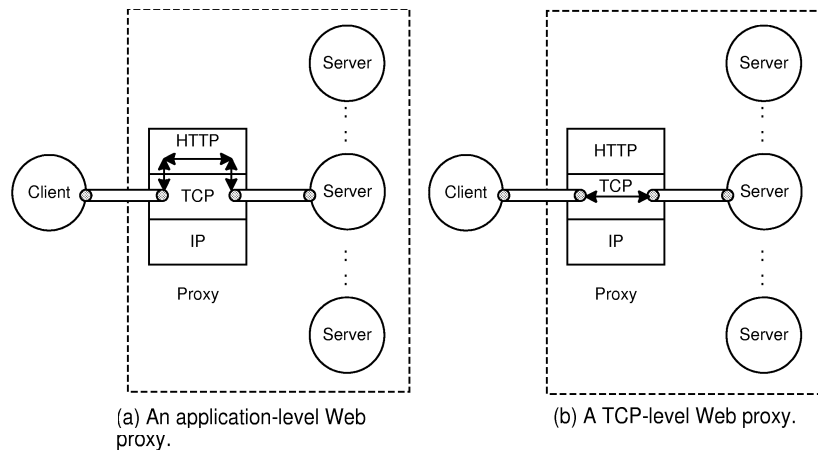 Server
HTTP
Client
TCP
Server
IP
Proxy
Server
(a) An application-level Web
proxy.
Server
HTTP
Client
TCP
Server
IP
Proxy
Server
(b) A TCP-level Web proxy.